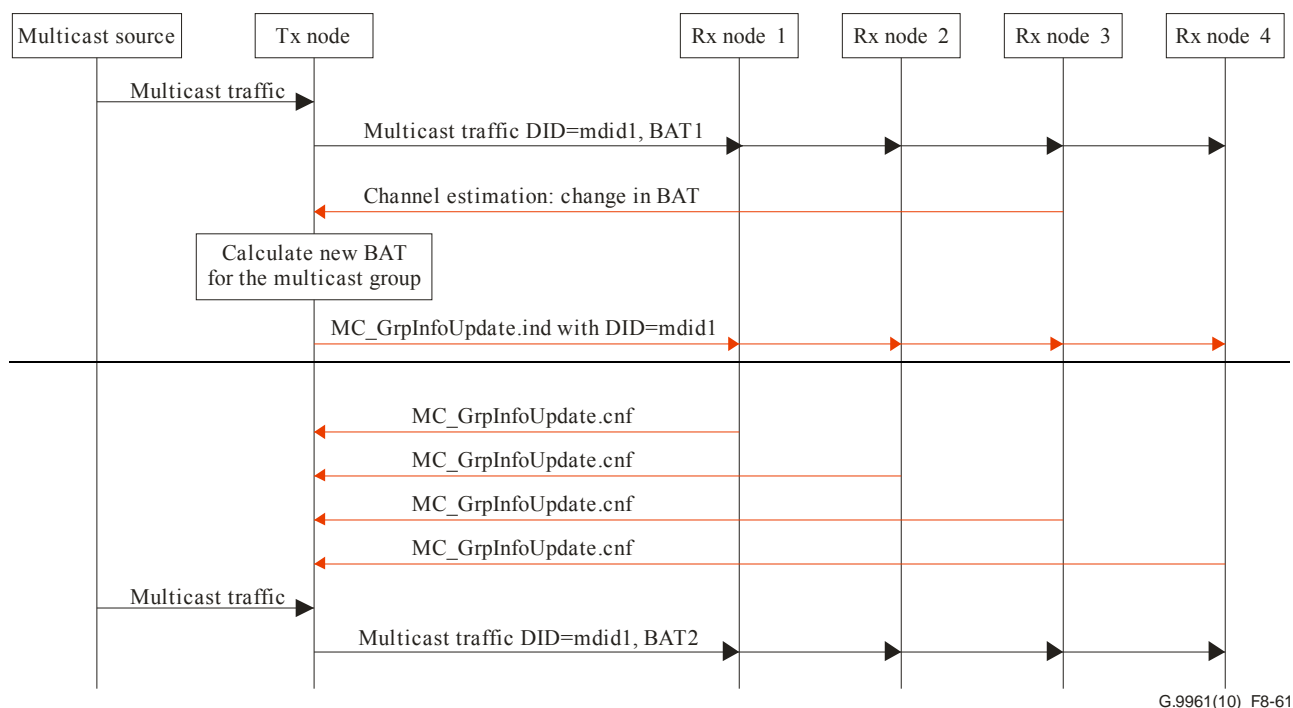 Multicast source
Tx node
Rx node 1
Rx node 2
Rx node 3
Rx node 4
Multicast traffic
Multicast traffic DID=mdid1, BAT1
Channel estimation: change in BAT
Calculate new BAT
for the multicast group
MC_GrpInfoUpdate.ind with DID=mdid1
MC_GrpInfoUpdate.cnf
MC_GrpInfoUpdate.cnf
MC_GrpInfoUpdate.cnf
MC_GrpInfoUpdate.cnf
Multicast traffic
Multicast traffic DID=mdid1, BAT2
G.9961(10)_F8-61